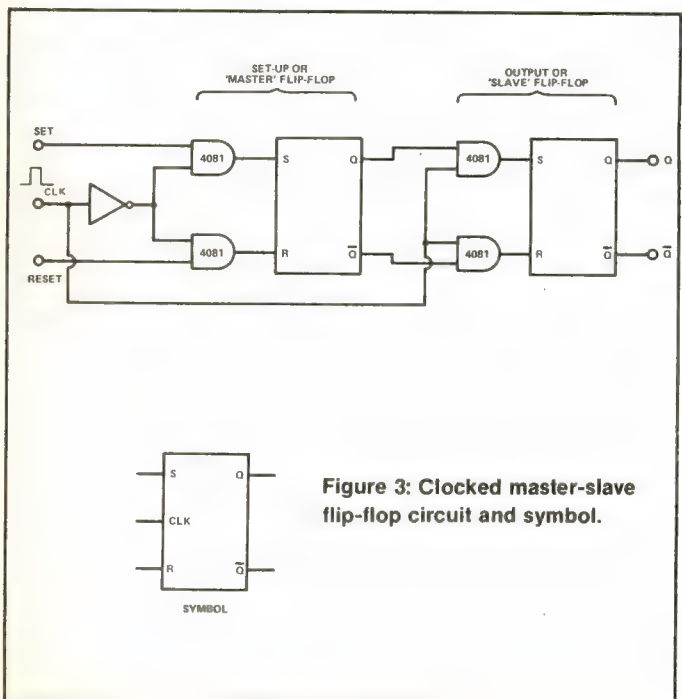 SET-UP OR
'MASTER' FLIP-FLOP
OUTPUT OR
'SLAVE' FLIP-FLOP
SET
4081
S
Q
4081
S
Q
Q
CLK
4081
R
Q̅
4081
R
Q̅
Q̅
RESET
S
Q
CLK
R
Q̅
SYMBOL
Figure 3: Clocked master-slave
flip-flop circuit and symbol.